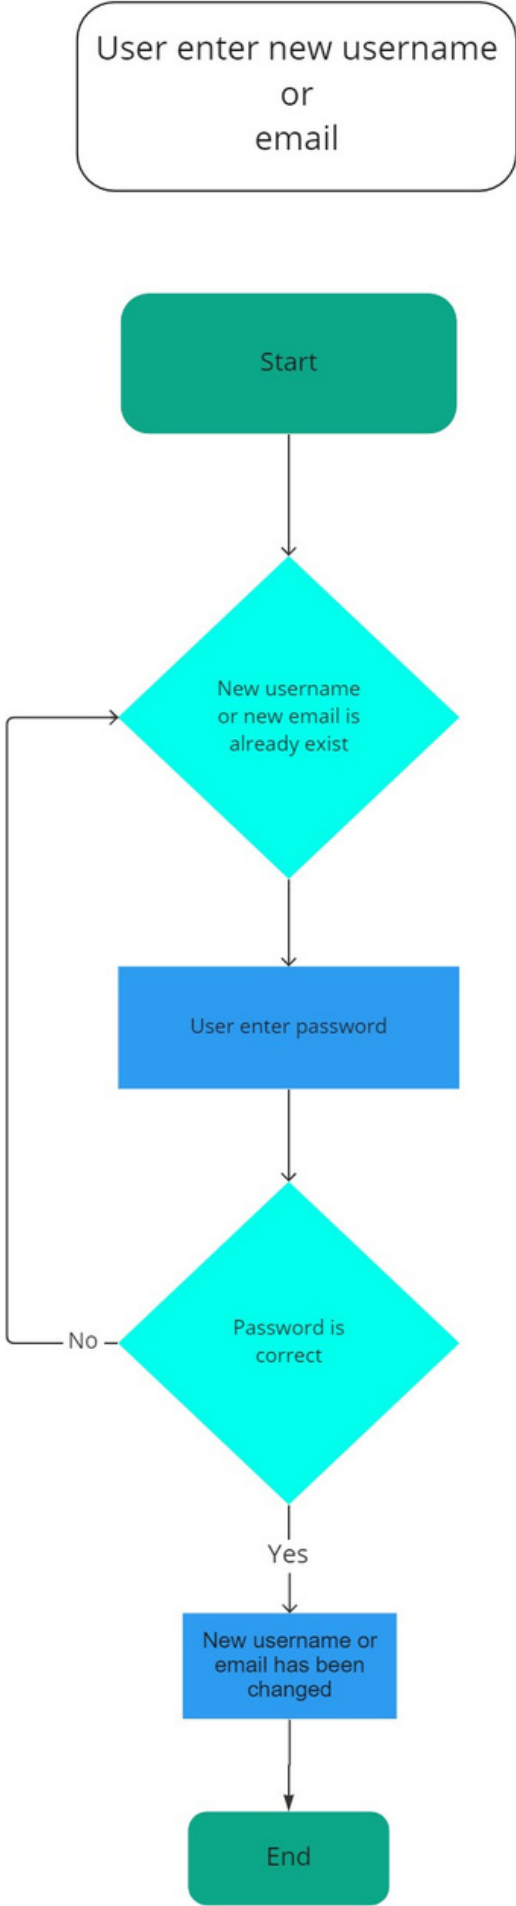 User enter new username
or
email
Start
New username
or new email is
already exist
User enter password
Password is
correct
No
Yes
New username or
email has been
changed
End